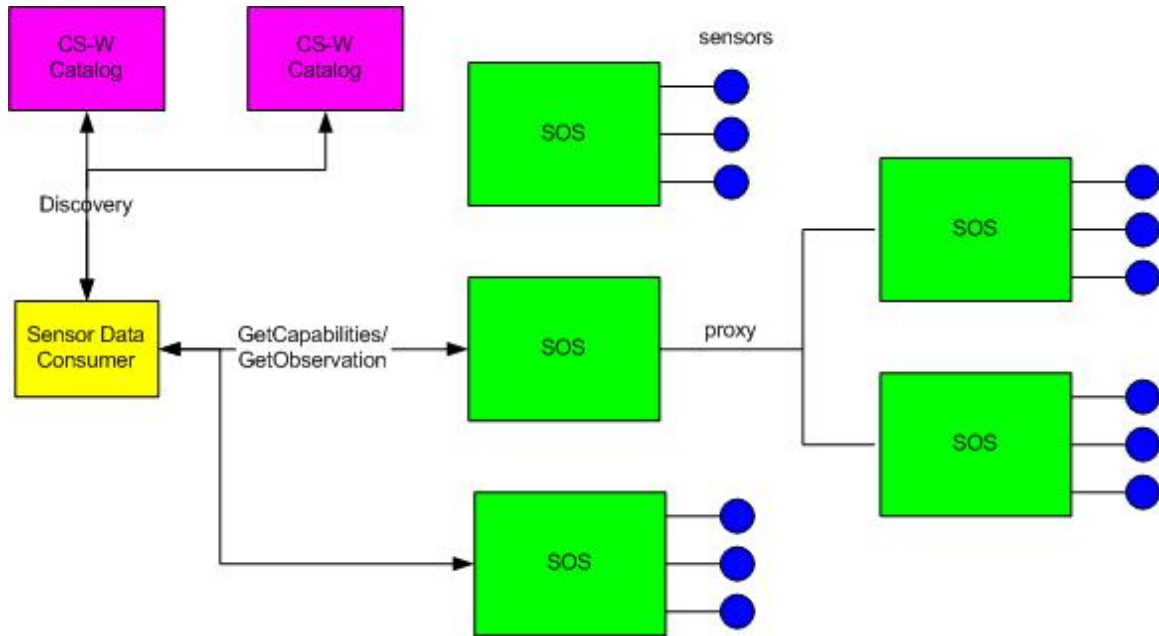 CS-W
Catalog
CS-W
Catalog
sensors
SOS
SOS
Discovery
Sensor Data
Consumer
GetCapabilities/
GetObservation
SOS
proxy
SOS
SOS